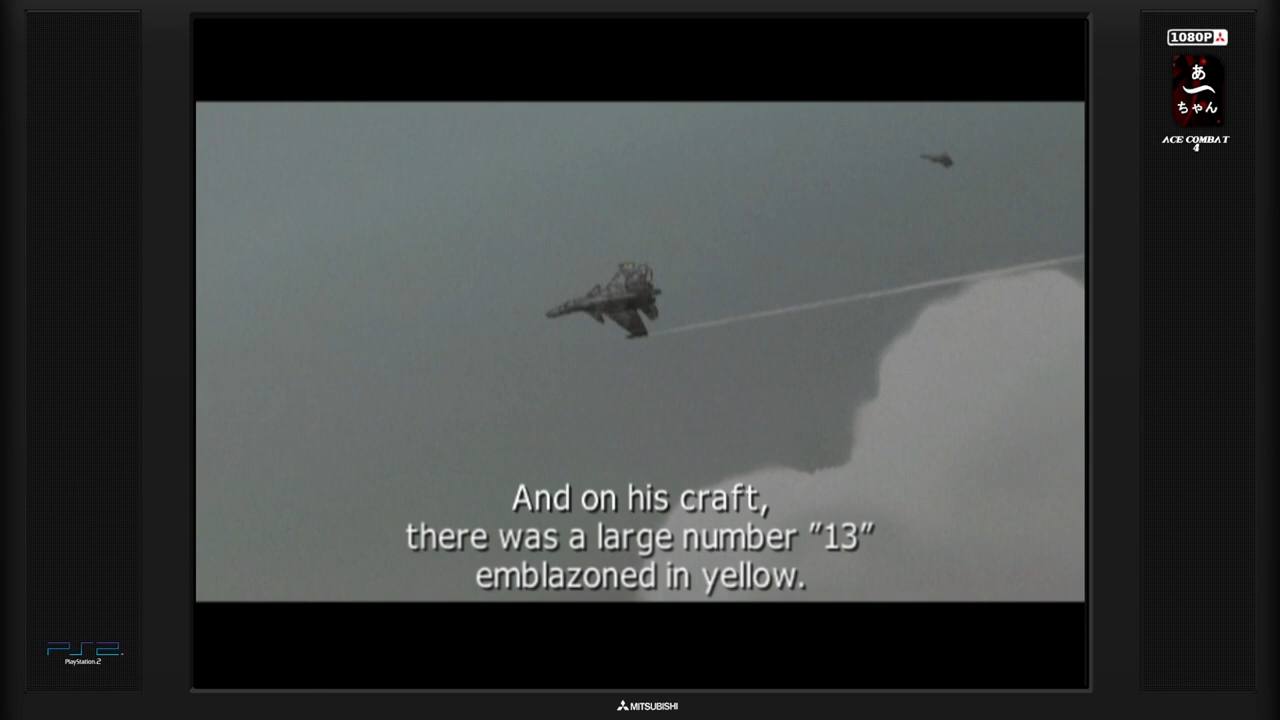 1080P
あ
ー
ちゃん
ACE COMBAT
4
And on his craft,
there was a large number "13"
emblazoned in yellow.
PS2
PlayStation.2
MITSUBISHI